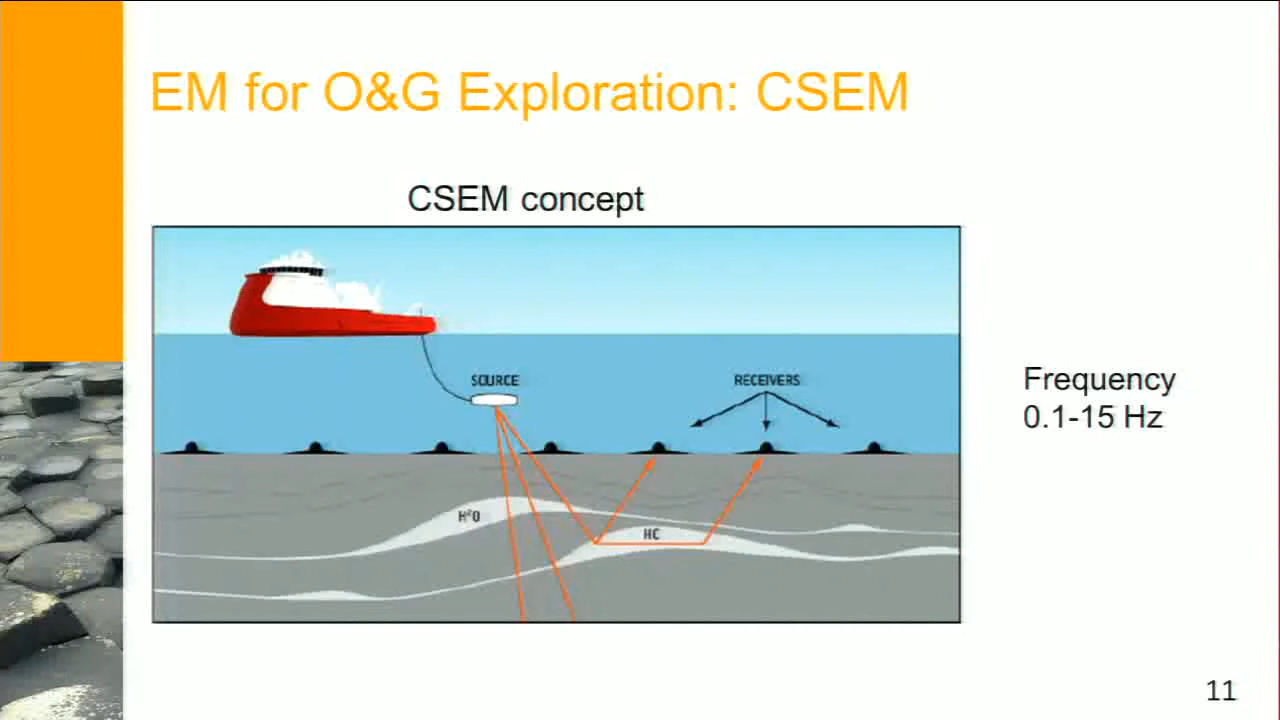 EM for O&G Exploration: CSEM
CSEM concept
SOURCE
RECEIVERS
Frequency
0.1-15 Hz
H²O
HC
11